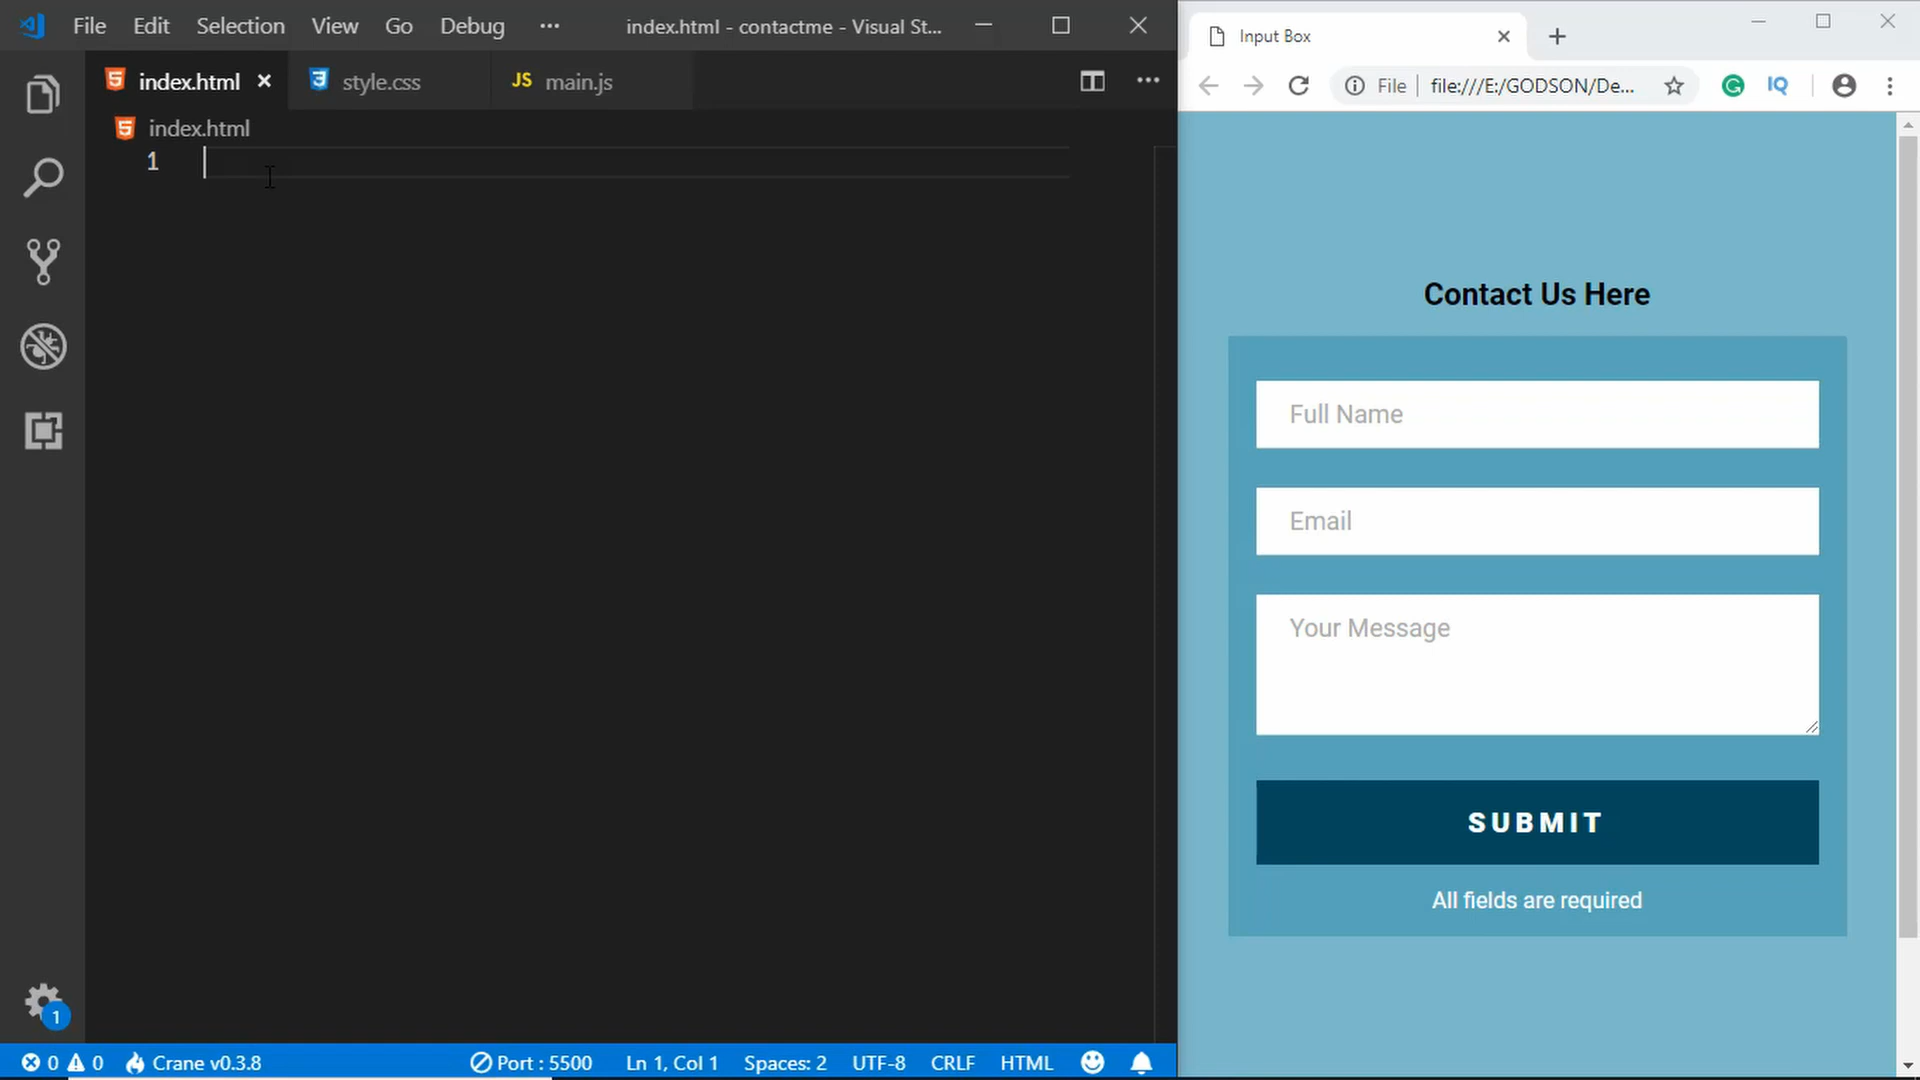 File Edit Selection View Go Debug ··· index.html - contactme - Visual St...
index.html style.css JS main.js
index.html
1
0 0 Crane v0.3.8 Port : 5500 Ln 1, Col 1 Spaces: 2 UTF-8 CRLF HTML
1
Input Box
File file:///E:/GODSON/De...
IQ
Contact Us Here
Full Name
Email
Your Message
SUBMIT
All fields are required